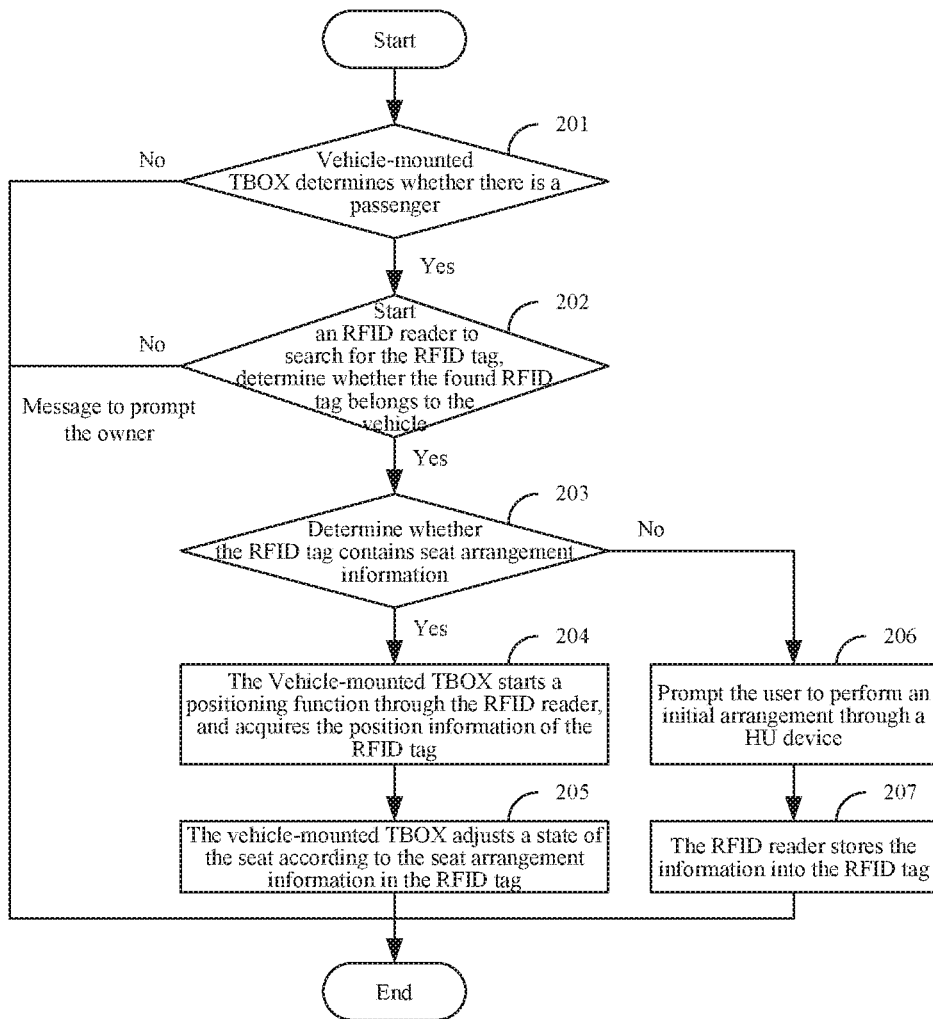 Start
201
No
Vehicle-mounted
TBOX determines whether there is a
passenger
Yes
202
Start
an RFID reader to
search for the RFID tag,
determine whether the found RFID
tag belongs to the
vehicle
No
Message to prompt
the owner
Yes
203
Determine whether
the RFID tag contains seat arrangement
information
No
Yes
204
The Vehicle-mounted TBOX starts a
positioning function through the RFID reader,
and acquires the position information of the
RFID tag
206
Prompt the user to perform an
initial arrangement through a
HU device
205
The vehicle-mounted TBOX adjusts a state of
the seat according to the seat arrangement
information in the RFID tag
207
The RFID reader stores the
information into the RFID tag
End